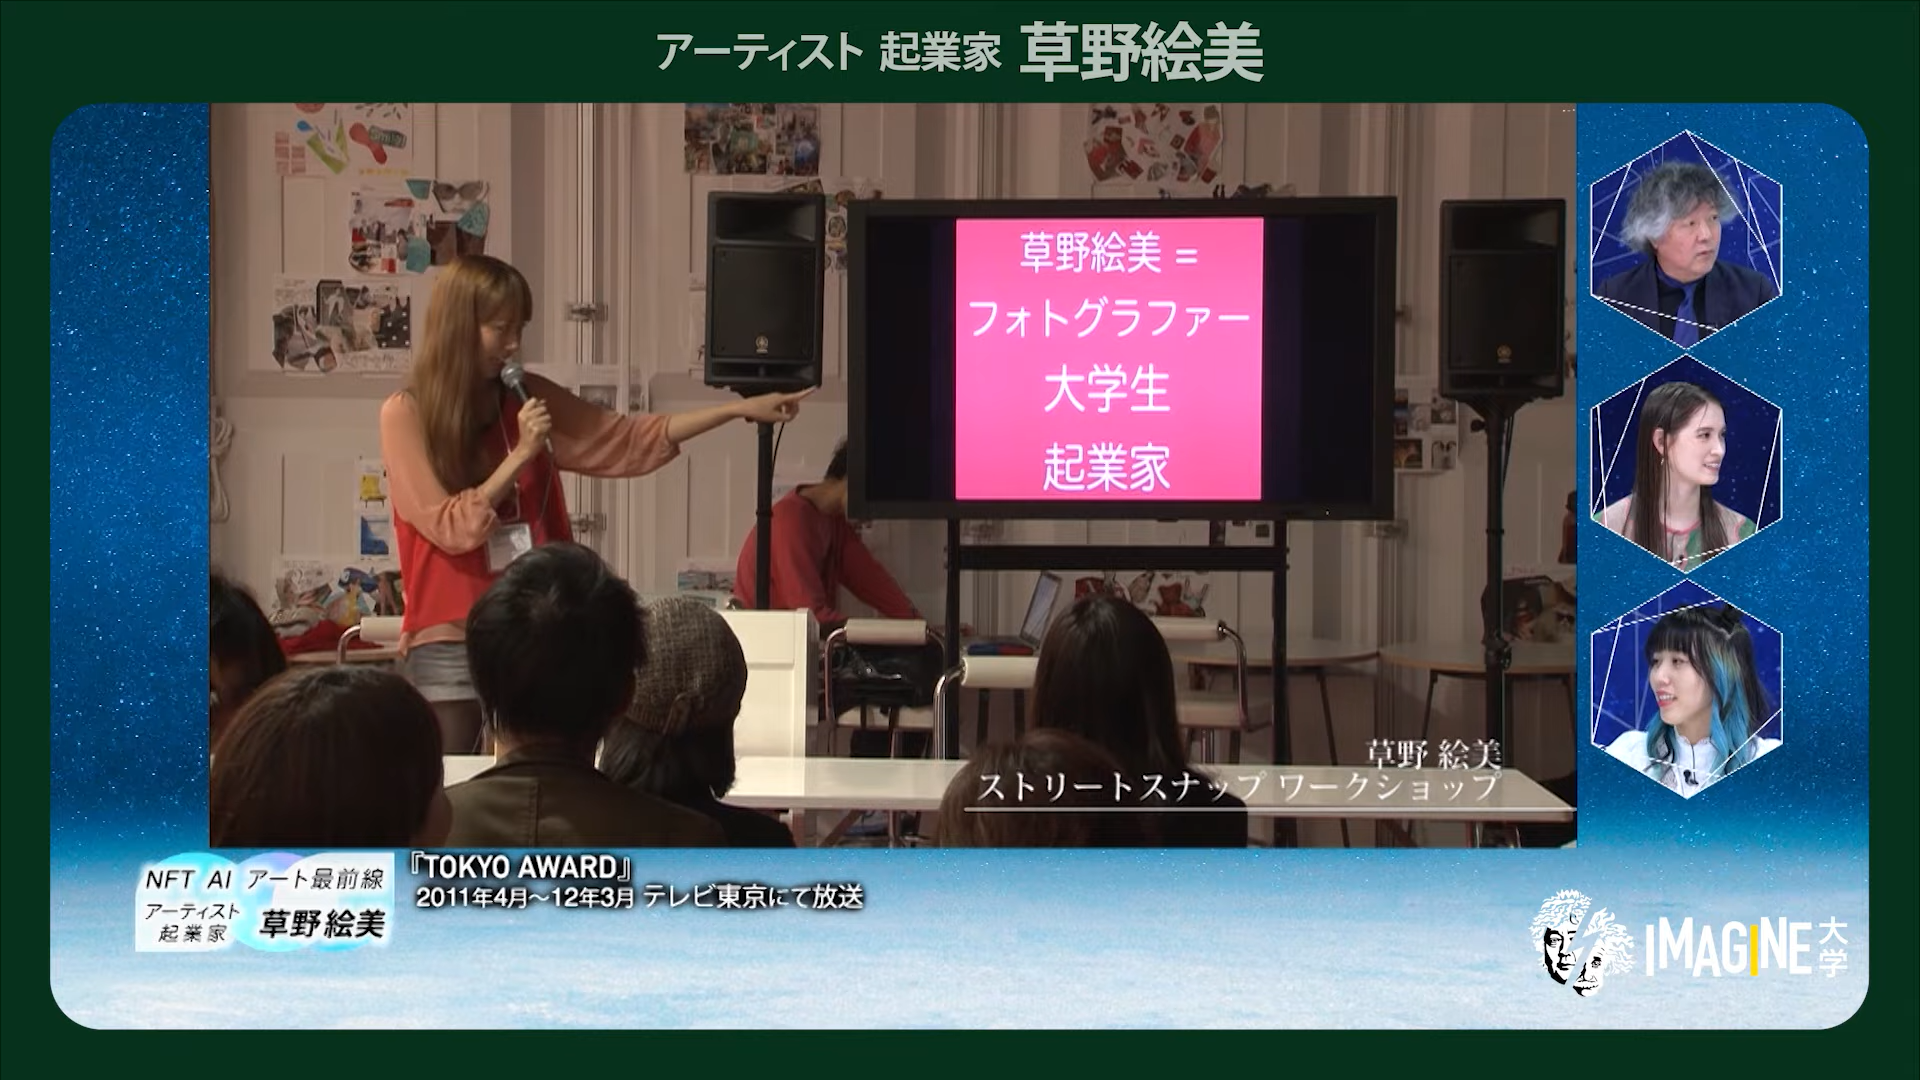 アーティスト 起業家 草野絵美
草野絵美 =
フォトグラファー
大学生
起業家
草野 絵美
ストリートスナップ ワークショップ
NFT AI アート最前線
アーティスト
起業家
草野絵美
『TOKYO AWARD』
2011年4月～12年3月 テレビ東京にて放送
IMAGINE大学